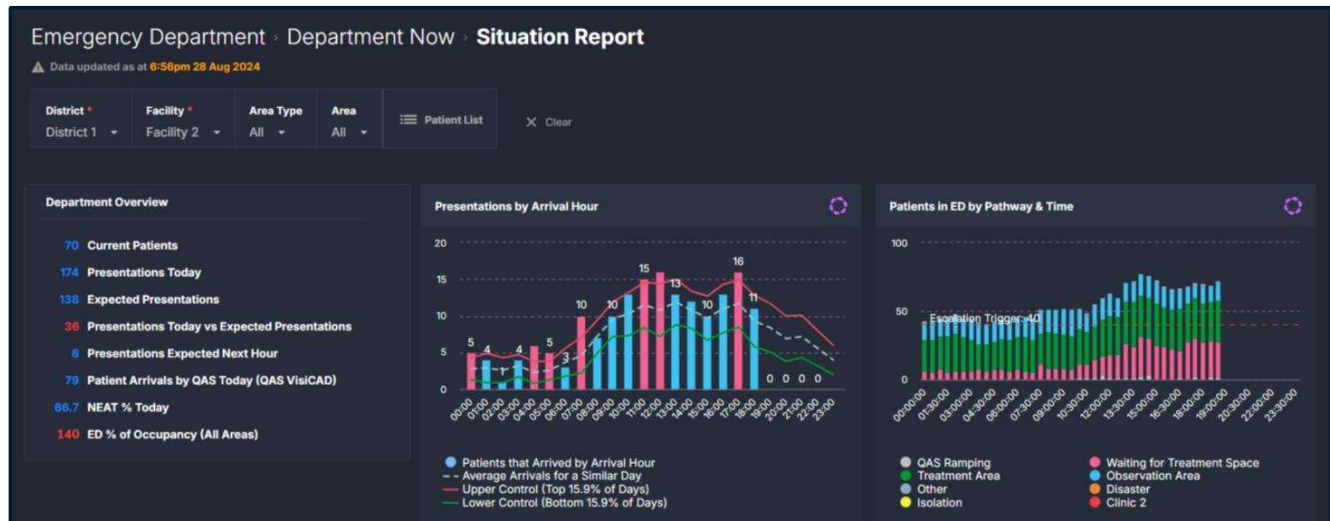 Emergency Department › Department Now › Situation Report
Data updated as at 6:56pm 28 Aug 2024
District * Facility * Area Type Area
District 1 Facility 2 All All Patient List Clear
Department Overview
70 Current Patients
174 Presentations Today
138 Expected Presentations
36 Presentations Today vs Expected Presentations
6 Presentations Expected Next Hour
79 Patient Arrivals by QAS Today (QAS VisiCAD)
66.7 NEAT % Today
140 ED % of Occupancy (All Areas)
Presentations by Arrival Hour
20
15
10
5
0
5 4 1 4 5 3 10 10 15 13 10 16 11 0 0 0 0
00:00 01:00 02:00 03:00 04:00 05:00 06:00 07:00 08:00 09:00 10:00 11:00 12:00 13:00 14:00 15:00 16:00 17:00 18:00 19:00 20:00 21:00 22:00 23:00
Patients that Arrived by Arrival Hour
Average Arrivals for a Similar Day
Upper Control (Top 15.9% of Days)
Lower Control (Bottom 15.9% of Days)
Patients in ED by Pathway & Time
100
50
0
Escalation Trigger: 40
00:00:00 01:30:00 03:00:00 04:30:00 06:00:00 07:30:00 09:00:00 10:30:00 12:00:00 13:30:00 15:00:00 16:30:00 18:00:00 19:00:00 20:30:00 22:00:00 23:30:00
QAS Ramping Waiting for Treatment Space
Treatment Area Observation Area
Other Disaster
Isolation Clinic 2